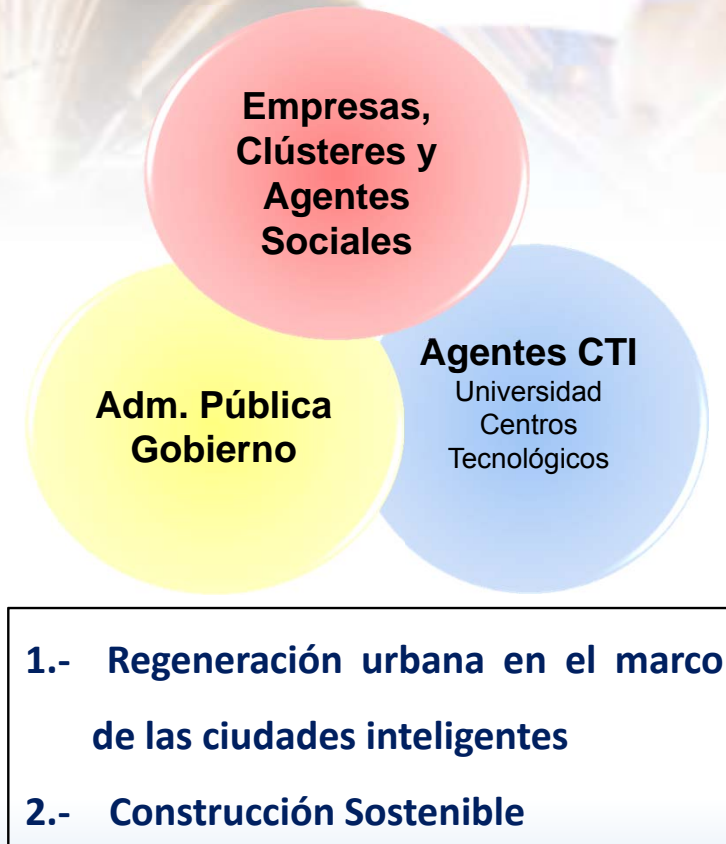 Empresas,
Clústeres y
Agentes
Sociales
Adm. Pública
Gobierno
Agentes CTI
Universidad
Centros
Tecnológicos
1.- Regeneración urbana en el marco
de las ciudades inteligentes
2.- Construcción Sostenible